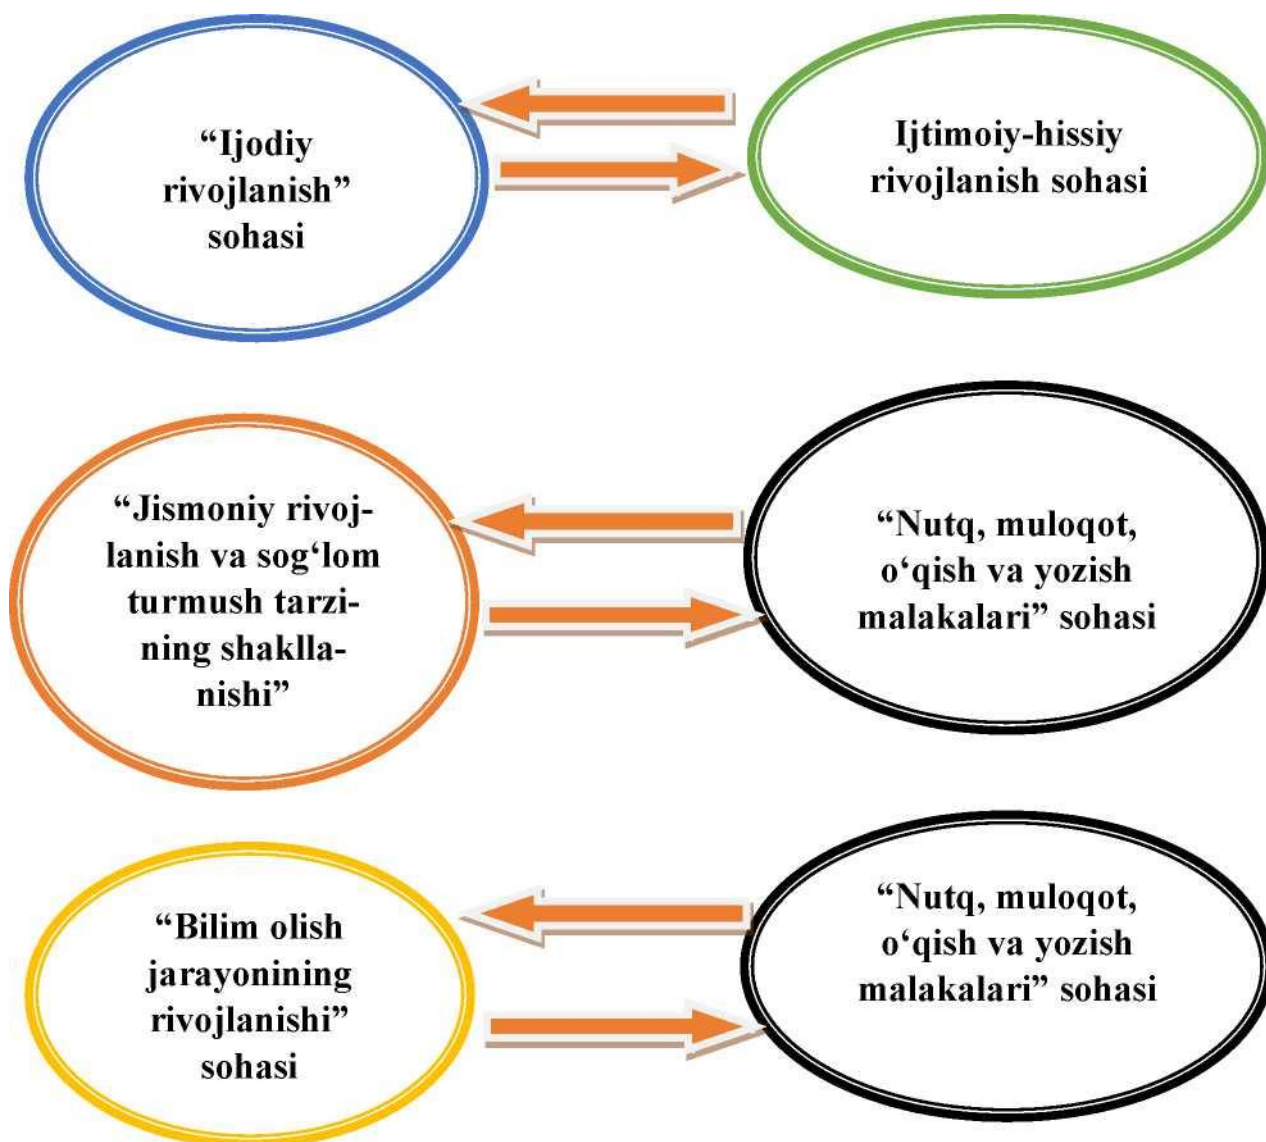 “Ijodiy
rivojlanish”
sohasi
Ijtimoiy-hissiy
rivojlanish sohasi
“Jismoniy rivoj-
lanish va sog‘lom
turmush tarzi-
ning shaklla-
nishi”
“Nutq, muloqot,
o‘qish va yozish
malakalari” sohasi
“Bilim olish
jarayonining
rivojlanishi”
sohasi
“Nutq, muloqot,
o‘qish va yozish
malakalari” sohasi